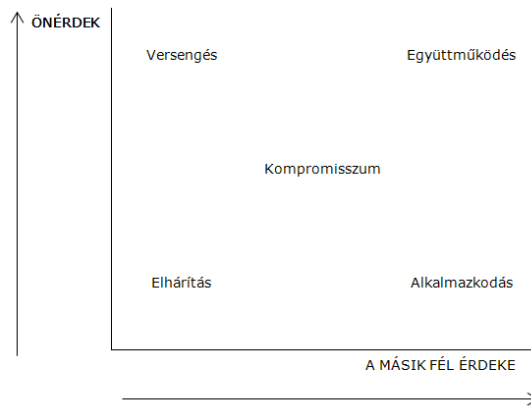 ÖNÉRDEK
Versengés
Együttműködés
Kompromisszum
Elhárítás
Alkalmazkodás
A MÁSIK FÉL ÉRDEKE